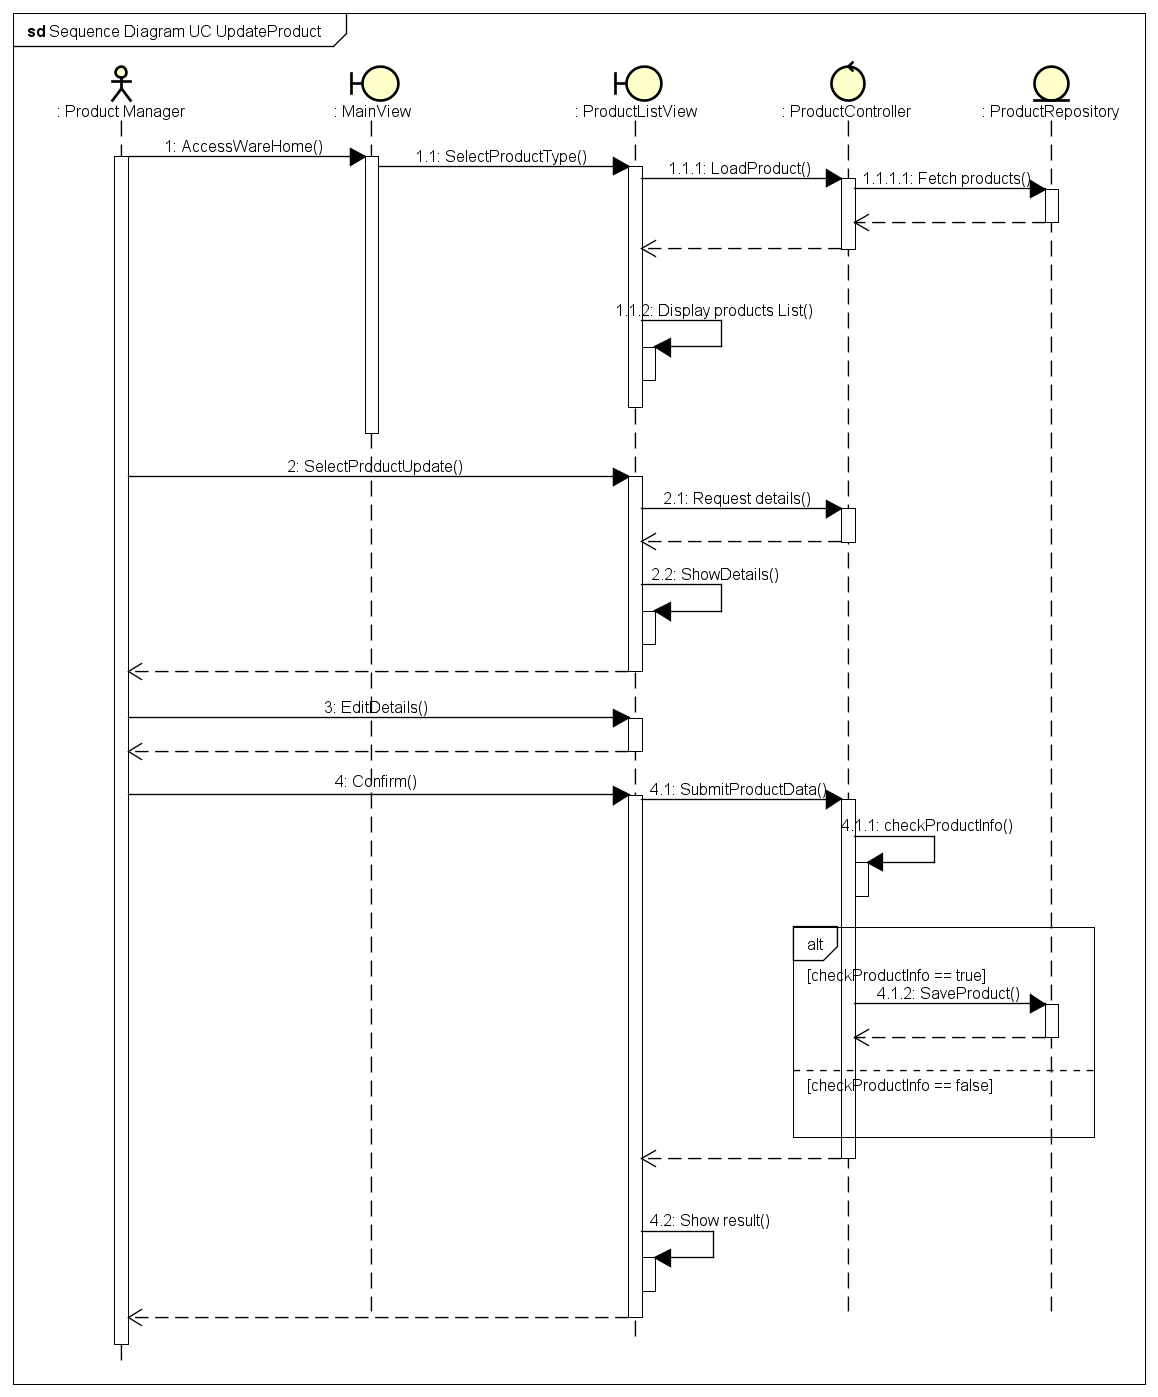 sd Sequence Diagram UC UpdateProduct
: Product Manager
: MainView
: ProductListView
: ProductController
: ProductRepository
1: AccessWareHome()
1.1: SelectProductType()
1.1.1: LoadProduct()
1.1.1.1: Fetch products()
1.1.2: Display products List()
2: SelectProductUpdate()
2.1: Request details()
2.2: ShowDetails()
3: EditDetails()
4: Confirm()
4.1: SubmitProductData()
4.1.1: checkProductInfo()
alt
[checkProductInfo == true]
4.1.2: SaveProduct()
[checkProductInfo == false]
4.2: Show result()